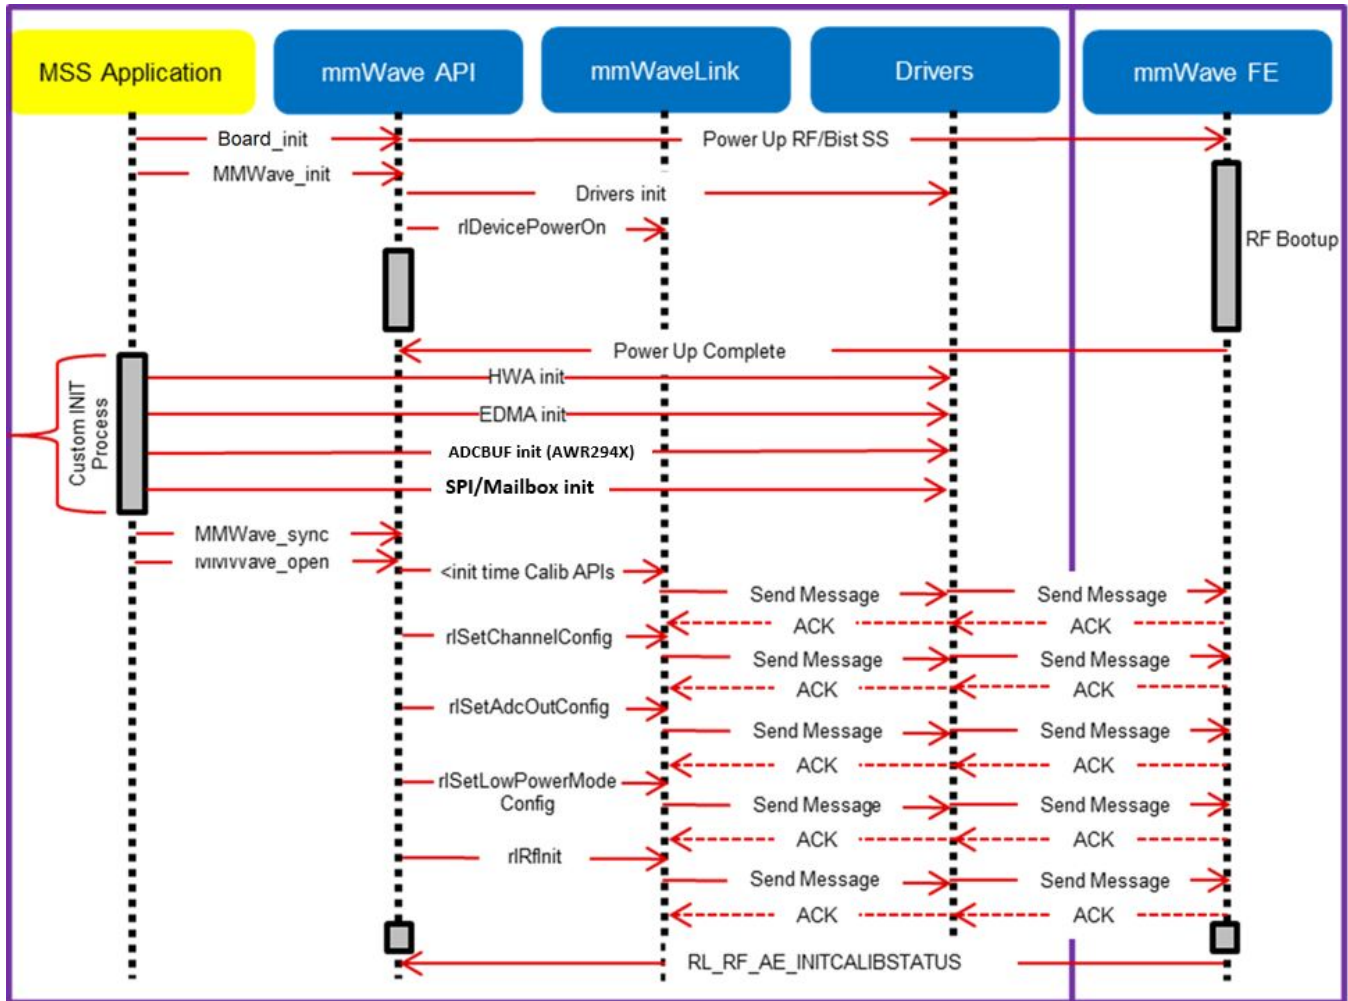 MSS Application
mmWave API
mmWaveLink
Drivers
mmWave FE
Board_init
Power Up RF/Bist SS
MMWave_init
Drivers init
rlDevicePowerOn
RF Bootup
Power Up Complete
HWA init
Custom INIT
Process
EDMA init
ADCBUF init (AWR294X)
SPI/Mailbox init
MMWave_sync
MMWave_open
<init time Calib APIs
Send Message
Send Message
ACK
ACK
rlSetChannelConfig
Send Message
Send Message
ACK
ACK
rlSetAdcOutConfig
Send Message
Send Message
ACK
ACK
rlSetLowPowerMode
Config
Send Message
Send Message
ACK
ACK
rlRfInit
Send Message
Send Message
ACK
ACK
RL_RF_AE_INITCALIBSTATUS